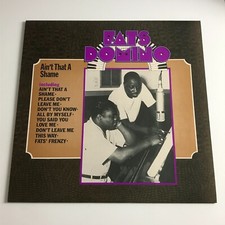 FATS
DOMINO
Ain't That A
Shame
including
AIN'T THAT A
SHAME·
PLEASE DON'T
LEAVE ME·
DON'T YOU KNOW·
ALL BY MYSELF·
YOU SAID YOU
LOVE ME·
DON'T LEAVE ME
THIS WAY·
FATS' FRENZY·